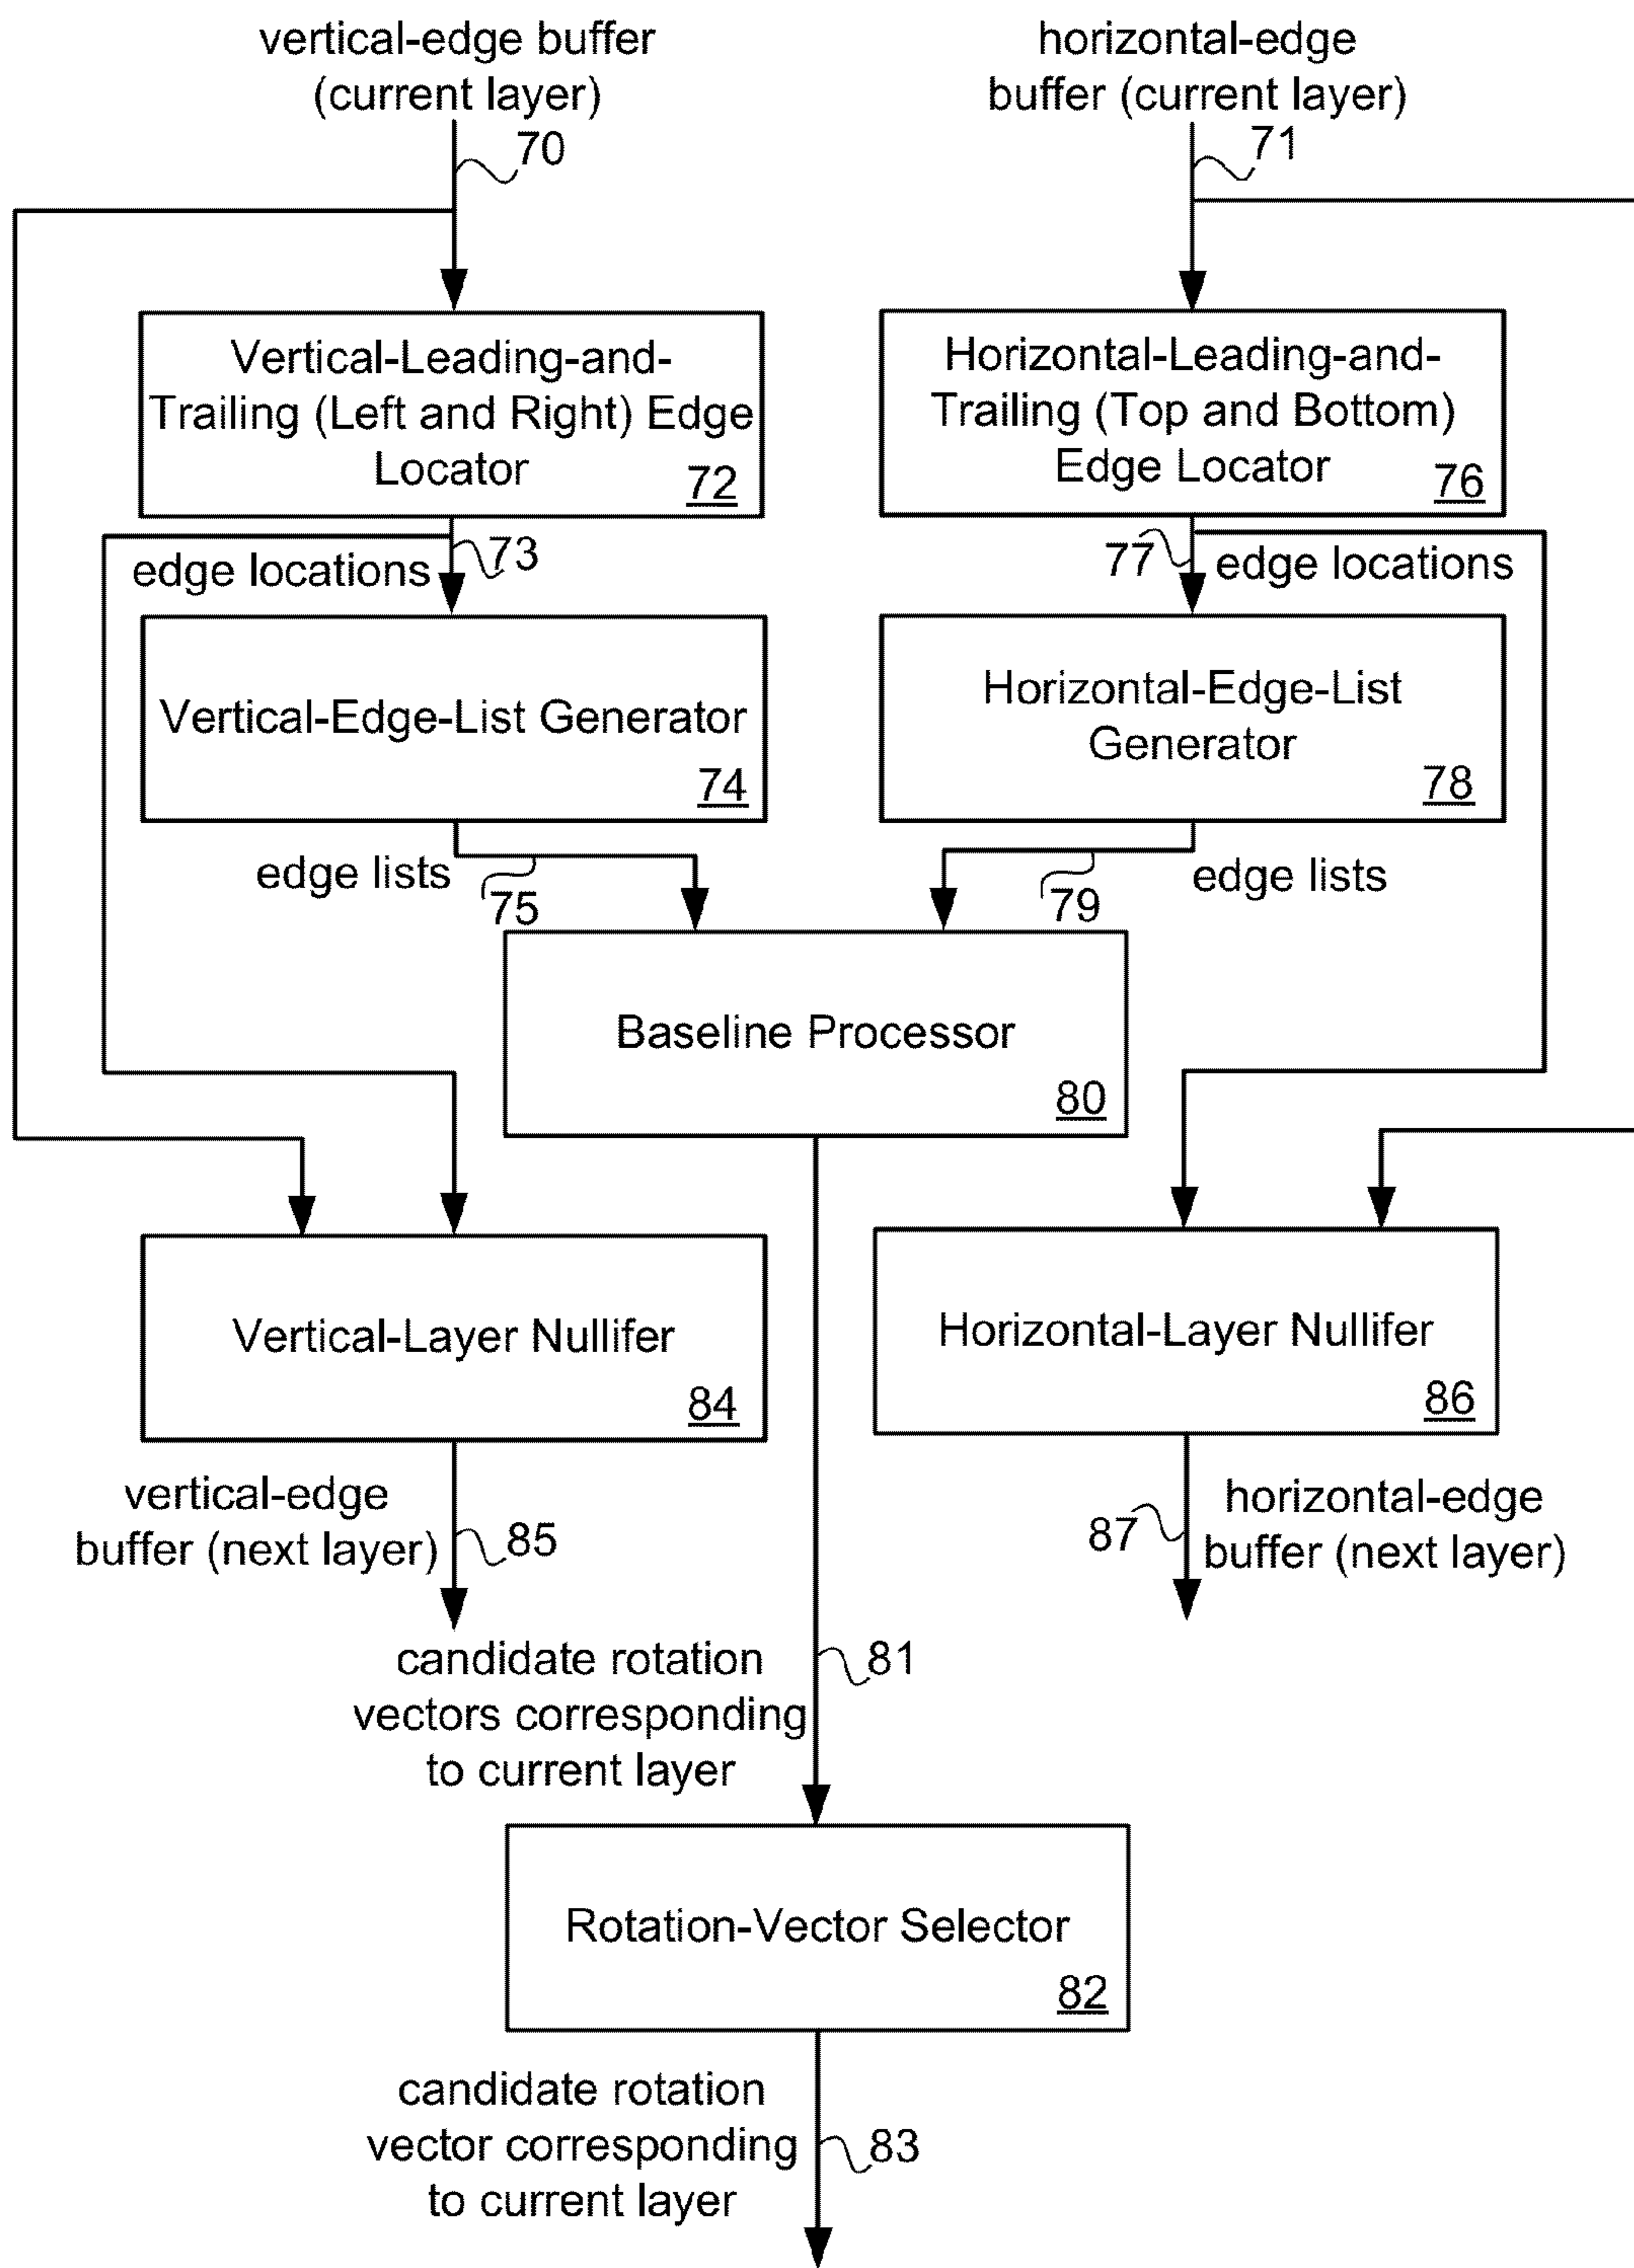 vertical-edge buffer
(current layer)
horizontal-edge
buffer (current layer)
70
71
Vertical-Leading-and-
Trailing (Left and Right) Edge
Locator
72
Horizontal-Leading-and-
Trailing (Top and Bottom)
Edge Locator
76
edge locations
73
77
edge locations
Vertical-Edge-List Generator
74
Horizontal-Edge-List
Generator
78
edge lists
75
79
edge lists
Baseline Processor
80
Vertical-Layer Nullifer
84
Horizontal-Layer Nullifer
86
vertical-edge
buffer (next layer)
85
87
horizontal-edge
buffer (next layer)
candidate rotation
vectors corresponding
to current layer
81
Rotation-Vector Selector
82
candidate rotation
vector corresponding
to current layer
83